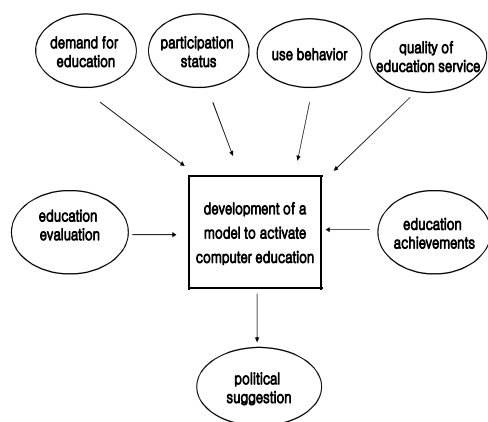 demand for
education
participation
status
use behavior
quality of
education service
education
evaluation
development of a
model to activate
computer education
education
achievements
political
suggestion